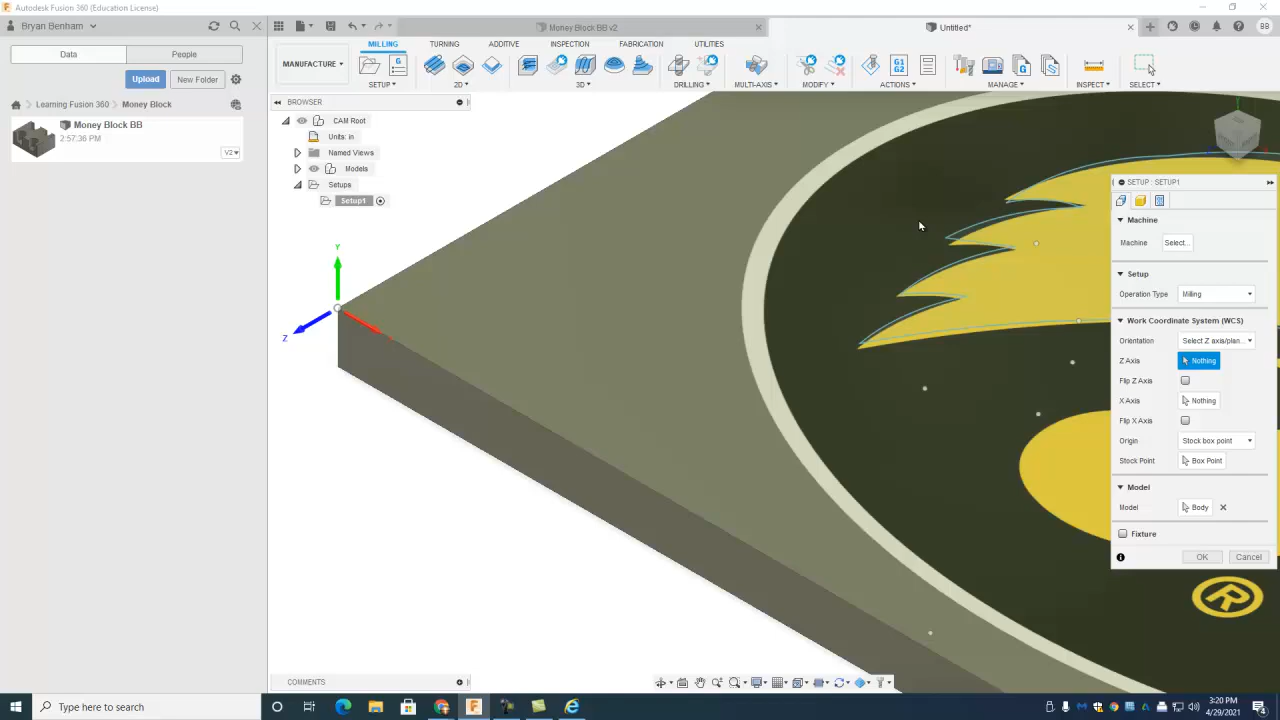 Autodesk Fusion 360 (Education License)
Bryan Benham
Money Block BB v2
Untitled*
BB
Data
People
MILLING
TURNING
ADDITIVE
INSPECTION
FABRICATION
UTILITIES
MANUFACTURE
Upload
New Folder
SETUP
2D
3D
DRILLING
MULTI-AXIS
MODIFY
ACTIONS
MANAGE
INSPECT
SELECT
Learning Fusion 360
Money Block
BROWSER
CAM Root
Money Block BB
2:57:36 PM
V2
Units: in
Named Views
Models
Setups
Setup1
Y
Z
SETUP : SETUP1
Machine
Machine
Select...
Setup
Operation Type
Milling
Work Coordinate System (WCS)
Orientation
Select Z axis/plan...
Z Axis
Nothing
Flip Z Axis
X Axis
Nothing
Flip X Axis
Origin
Stock box point
Stock Point
Box Point
Model
Model
Body
Fixture
OK
Cancel
R
COMMENTS
Type here to search
3:20 PM
4/29/2021